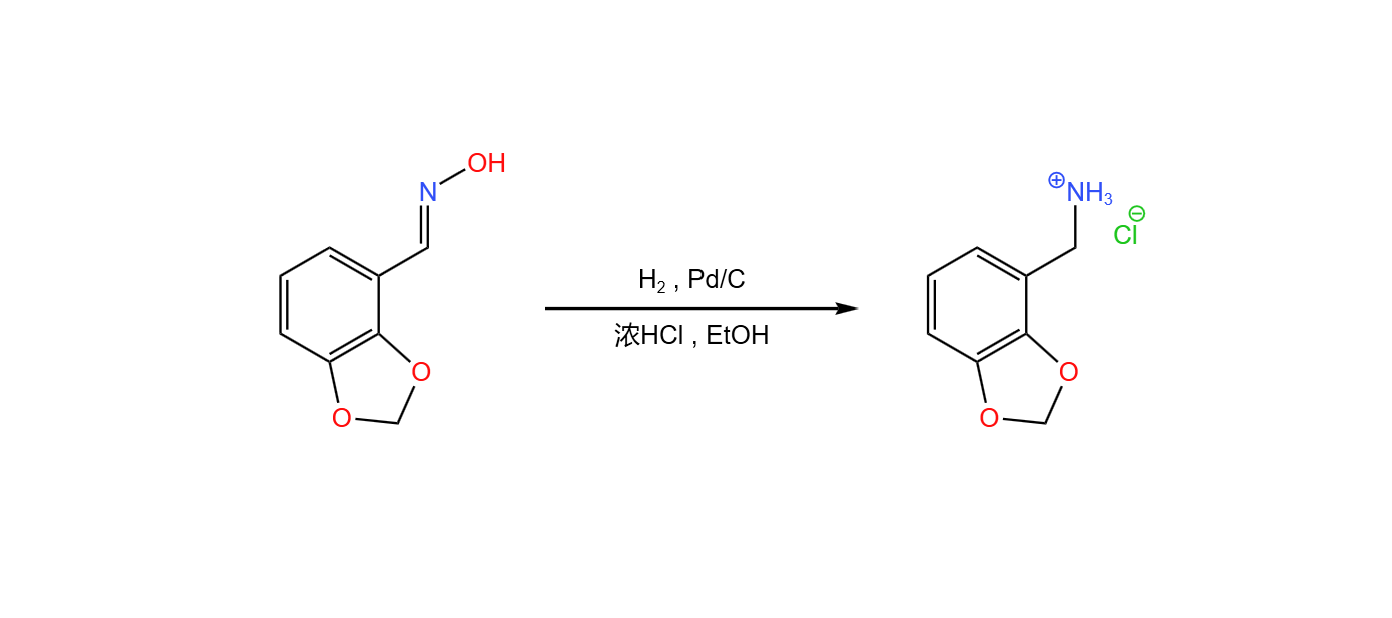 OH
N
H₂ , Pd/C
浓HCl , EtOH
O
O
⊕
NH₃
⊖
Cl
O
O